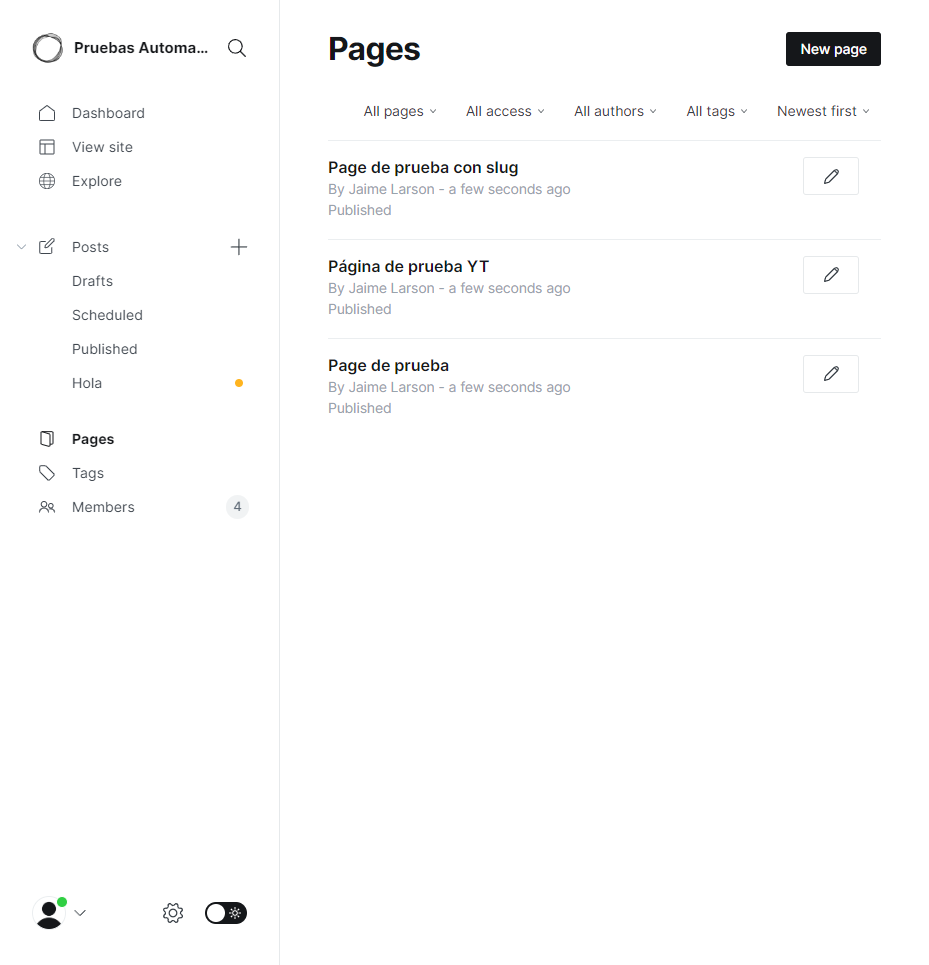 Pruebas Automa...
Dashboard
View site
Explore
Posts
Drafts
Scheduled
Published
Hola
Pages
Tags
Members
4
Pages
New page
All pages
All access
All authors
All tags
Newest first
Page de prueba con slug
By Jaime Larson - a few seconds ago
Published
Página de prueba YT
By Jaime Larson - a few seconds ago
Published
Page de prueba
By Jaime Larson - a few seconds ago
Published